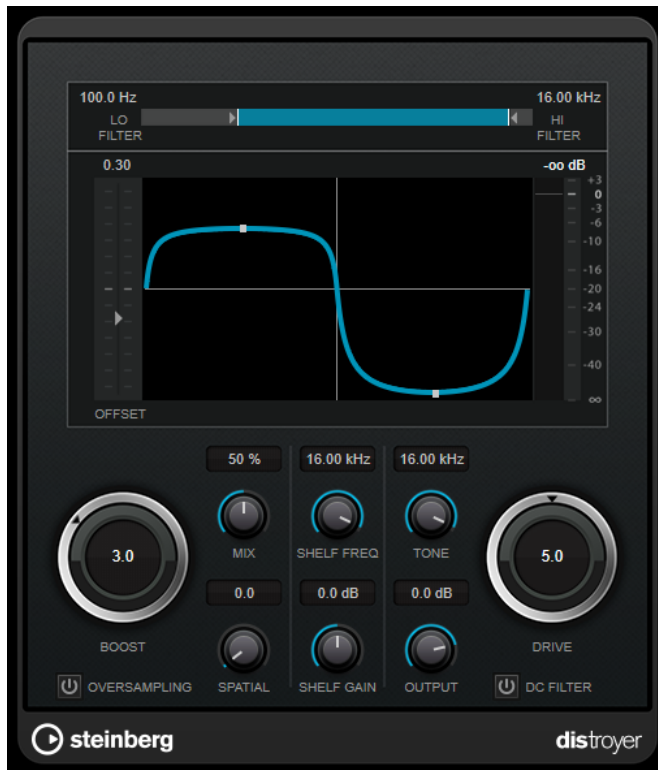 100.0 Hz 16.00 kHz
LO HI
FILTER FILTER
0.30 -oo dB
+3
0
-3
-6
-10
-16
-20
-24
-30
-40
∞
OFFSET
50 % 16.00 kHz 16.00 kHz
3.0 5.0
MIX SHELF FREQ TONE
0.0 0.0 dB 0.0 dB
BOOST DRIVE
OVERSAMPLING SPATIAL SHELF GAIN OUTPUT DC FILTER
steinberg distroyer